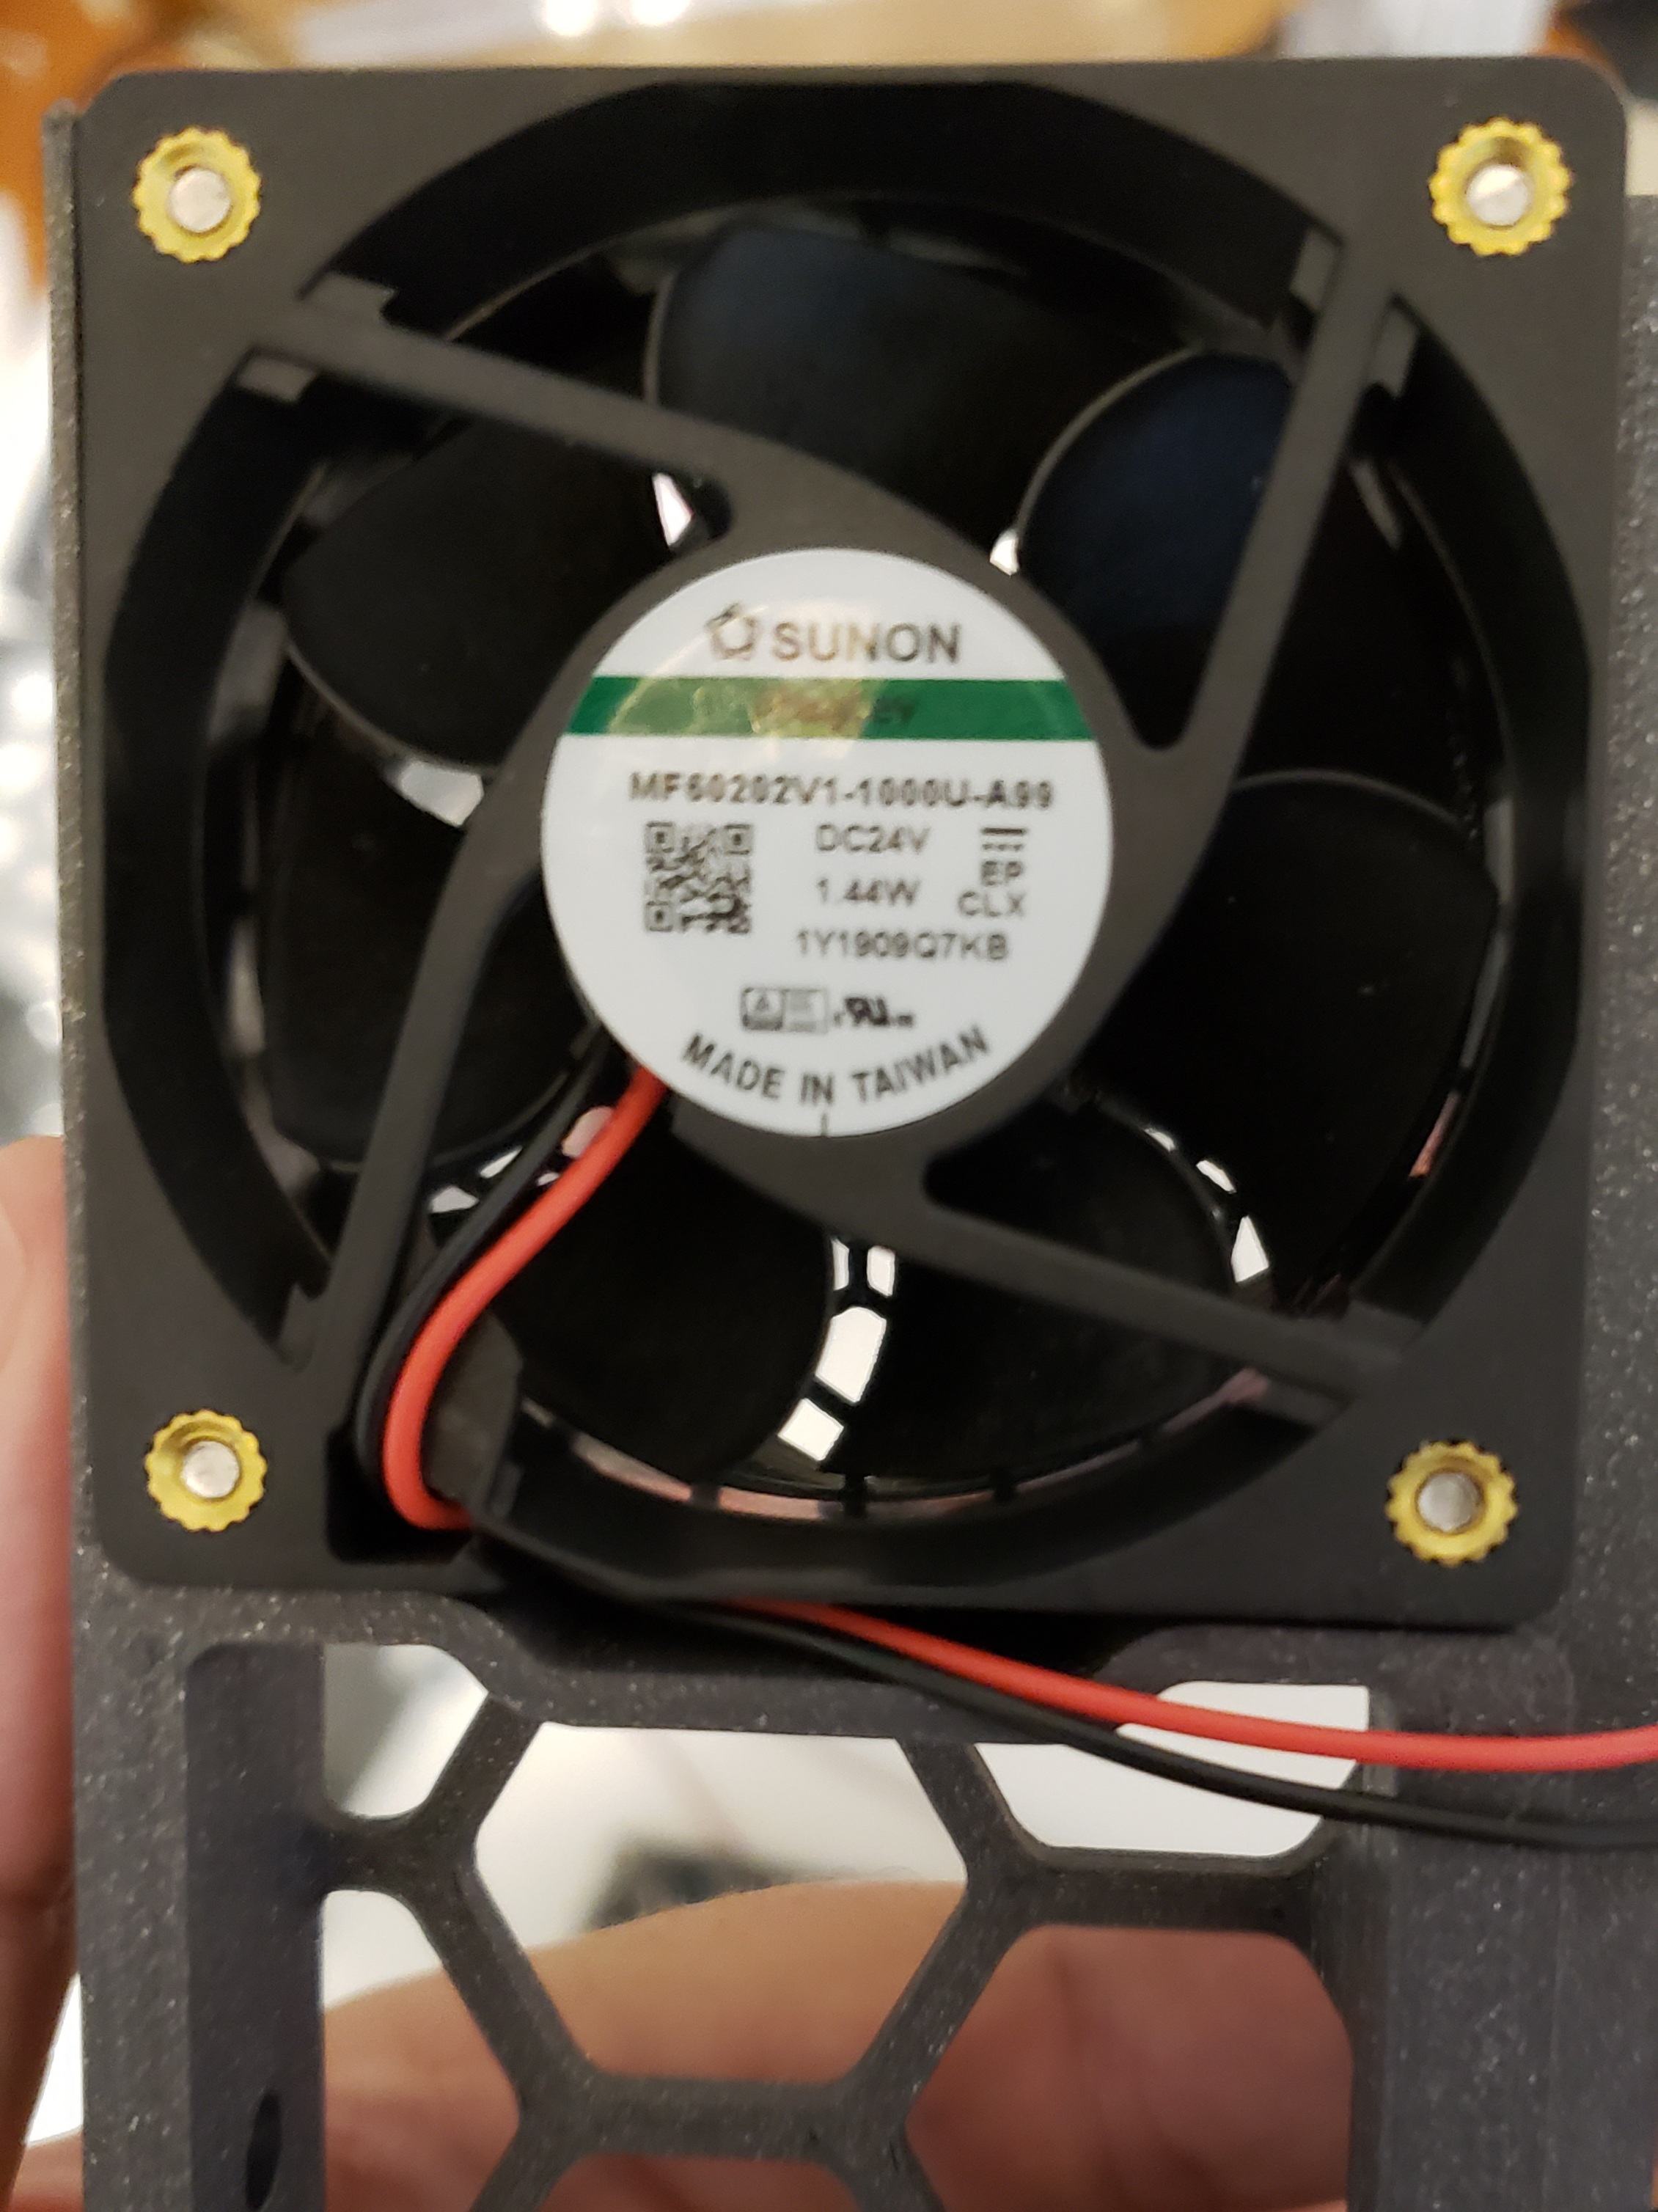 SUNON
MF60202V1-1000U-A99
DC24V
EP
1.44W
CLX
1Y1909Q7KB
MADE IN TAIWAN